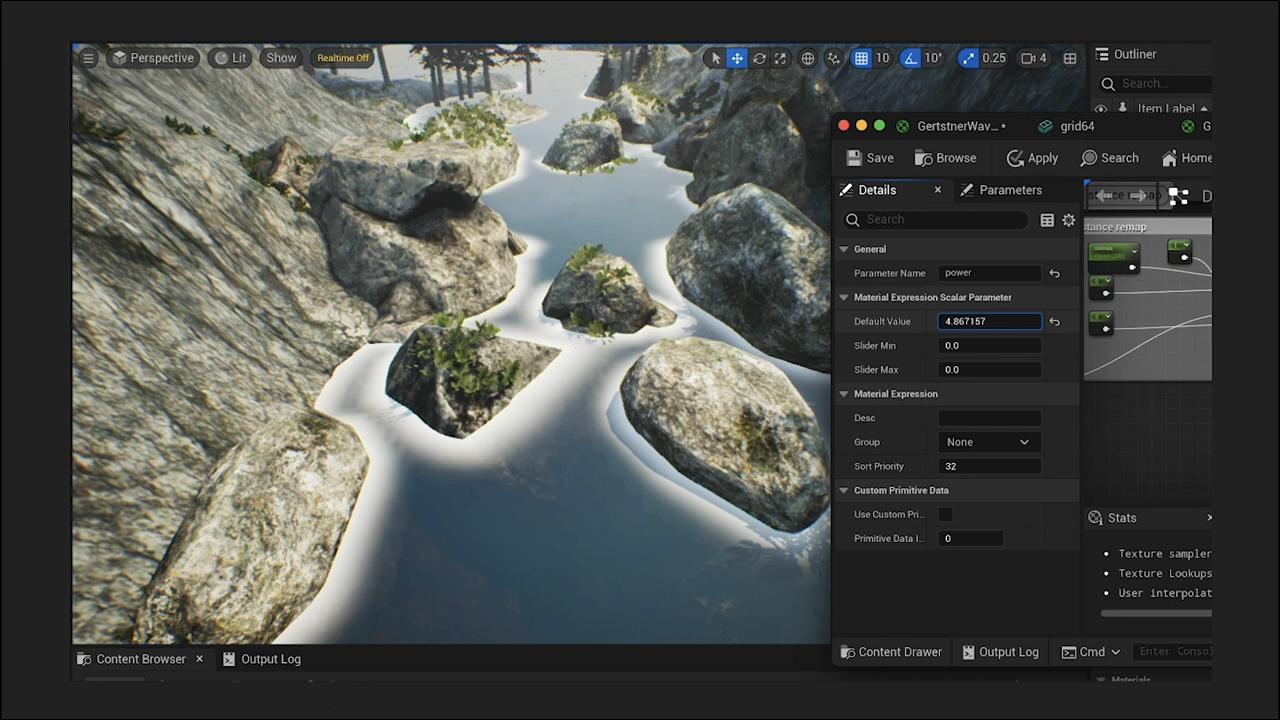 Perspective
Lit
Show
Realtime Off
10
10°
0.25
4
Outliner
Search...
Item Label
GertstnerWav... •
grid64
G
Save
Browse
Apply
Search
Home
Details
Parameters
Search
General
Parameter Name
power
Material Expression Scalar Parameter
Default Value
4.867157
Slider Min
0.0
Slider Max
0.0
Material Expression
Desc
Group
None
Sort Priority
32
Custom Primitive Data
Use Custom Pri...
Primitive Data I...
0
stance remap
Stats
• Texture sampler
• Texture Lookups
• User interpolat
Content Browser
Output Log
Content Drawer
Output Log
Cmd
Enter Consol
Materials